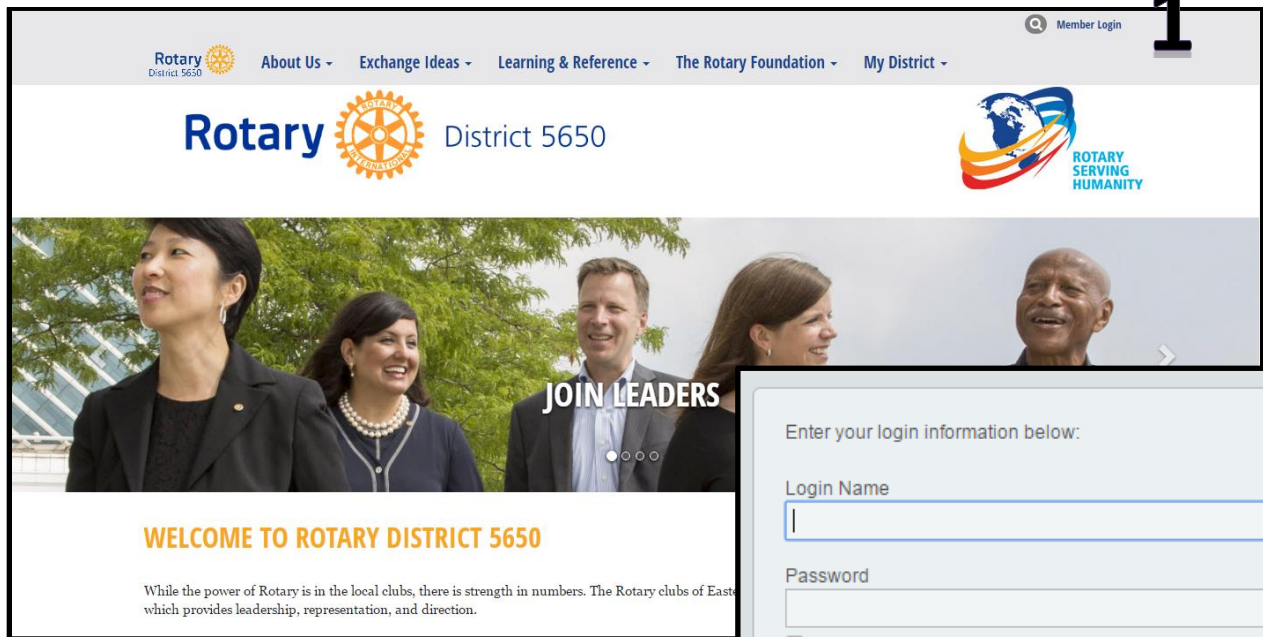 1
Member Login
Rotary
District 5650
About Us
Exchange Ideas
Learning & Reference
The Rotary Foundation
My District
Rotary
ROTARY
INTERNATIONAL
District 5650
ROTARY
SERVING
HUMANITY
JOIN LEADERS
Enter your login information below:
Login Name
Password
WELCOME TO ROTARY DISTRICT 5650
While the power of Rotary is in the local clubs, there is strength in numbers. The Rotary clubs of Easte
which provides leadership, representation, and direction.